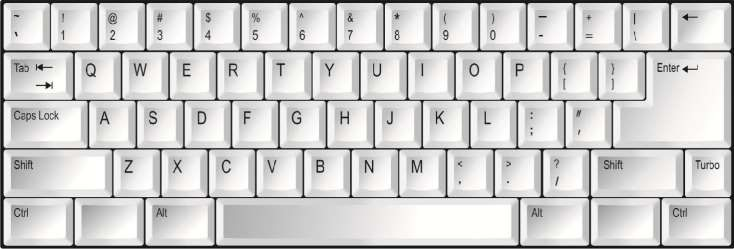 ~ ! @ # $ % ^ & * ( ) — + | ←
` 1 2 3 4 5 6 7 8 9 0 - = \
Tab Q W E R T Y U I O P { } Enter
[ ]
Caps Lock A S D F G H J K L : "
; ,
Shift Z X C V B N M < > ? Shift Turbo
, . /
Ctrl Alt Alt Ctrl